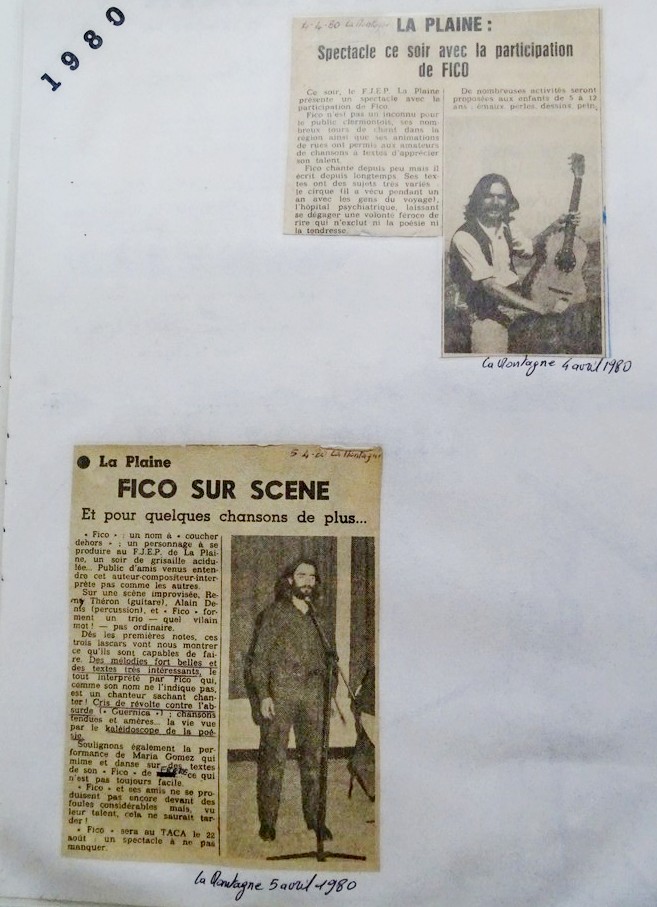 1980
4-4-80 La Montagne
LA PLAINE :
Spectacle ce soir avec la participation
de FICO
Ce soir, le F.J.E.P. La Plaine
présente un spectacle avec la
participation de Fico.
Fico n'est pas un inconnu pour
le public clermontois, ses nom-
breux tours de chant dans la
région ainsi que ses animations
de rues ont permis aux amateurs
de chansons à textes d'apprécier
son talent.
Fico chante depuis peu mais il
écrit depuis longtemps. Ses tex-
tes ont des sujets très variés :
le cirque (il a vécu pendant un
an avec les gens du voyage),
l'hôpital psychiatrique, laissant
se dégager une volonté féroce de
rire qui n'exclut ni la poésie ni
la tendresse.
De nombreuses activités seront
proposées aux enfants de 5 à 12
ans : émaux, perles, dessins, pein,
La Montagne 4 avril 1980
5-4-80 La Montagne
La Plaine
FICO SUR SCENE
Et pour quelques chansons de plus...
« Fico » : un nom à « coucher
dehors » ; un personnage à se
produire au F.J.E.P. de La Plai-
ne, un soir de grisaille acidu-
lée... Public d'amis venus enten-
dre cet auteur-compositeur-inter-
prète pas comme les autres.
Sur une scène improvisée, Re-
my Théron (guitare), Alain De-
nis (percussion), et « Fico » for-
ment un trio — quel vilain
mot ! — pas ordinaire.
Dès les premières notes, ces
trois lascars vont nous montrer
ce qu'ils sont capables de fai-
re. Des mélodies fort belles et
des textes très intéressants, le
tout interprété par Fico qui,
comme son nom ne l'indique pas,
est un chanteur sachant chan-
ter ! Cris de révolte contre l'ab-
surde (« Guernica ») ; chansons
tendues et amères... la vie vue
par le kaléidoscope de la poé-
sie.
Soulignons également la per-
formance de Maria Gomez qui
mime et danse sur des textes
de son « Fico » de ce qui
n'est pas toujours facile.
« Fico » et ses amis ne se pro-
duisent pas encore devant des
foules considérables mais, vu
leur talent, cela ne saurait tar-
der !
« Fico » sera au TACA le 22
août : un spectacle à ne pas
manquer.
La Montagne 5 avril 1980